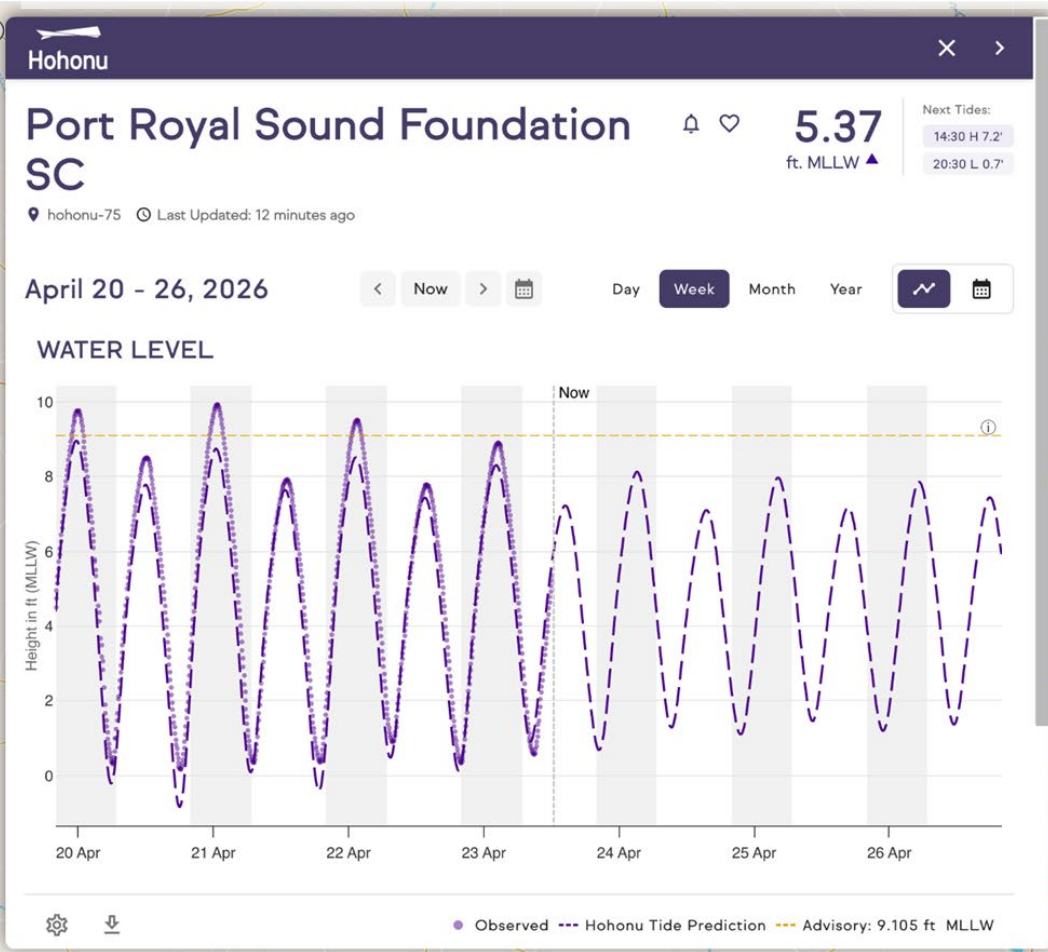 Hohonu
Port Royal Sound Foundation
SC
hohonu-75 Last Updated: 12 minutes ago
5.37
ft. MLLW
Next Tides:
14:30 H 7.2'
20:30 L 0.7'
April 20 - 26, 2026
Now
Day Week Month Year
WATER LEVEL
Now
Height in ft (MLLW)
10
8
6
4
2
0
20 Apr 21 Apr 22 Apr 23 Apr 24 Apr 25 Apr 26 Apr
Observed Hohonu Tide Prediction Advisory: 9.105 ft MLLW